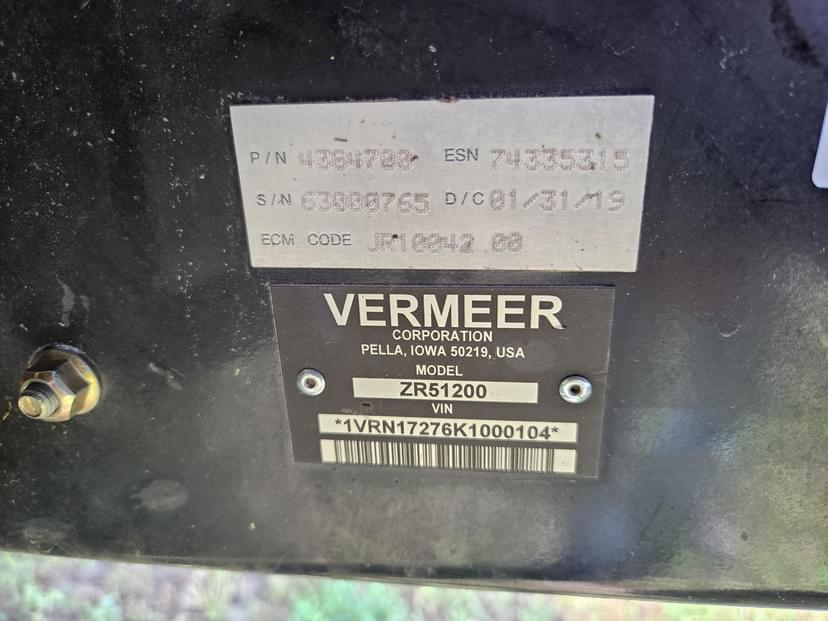 P/N 4384700 ESN 74335315
S/N 63000765 D/C 01/31/19
ECM CODE JR10042.00
VERMEER
CORPORATION
PELLA, IOWA 50219, USA
MODEL
ZR51200
VIN
*1VRN17276K1000104*